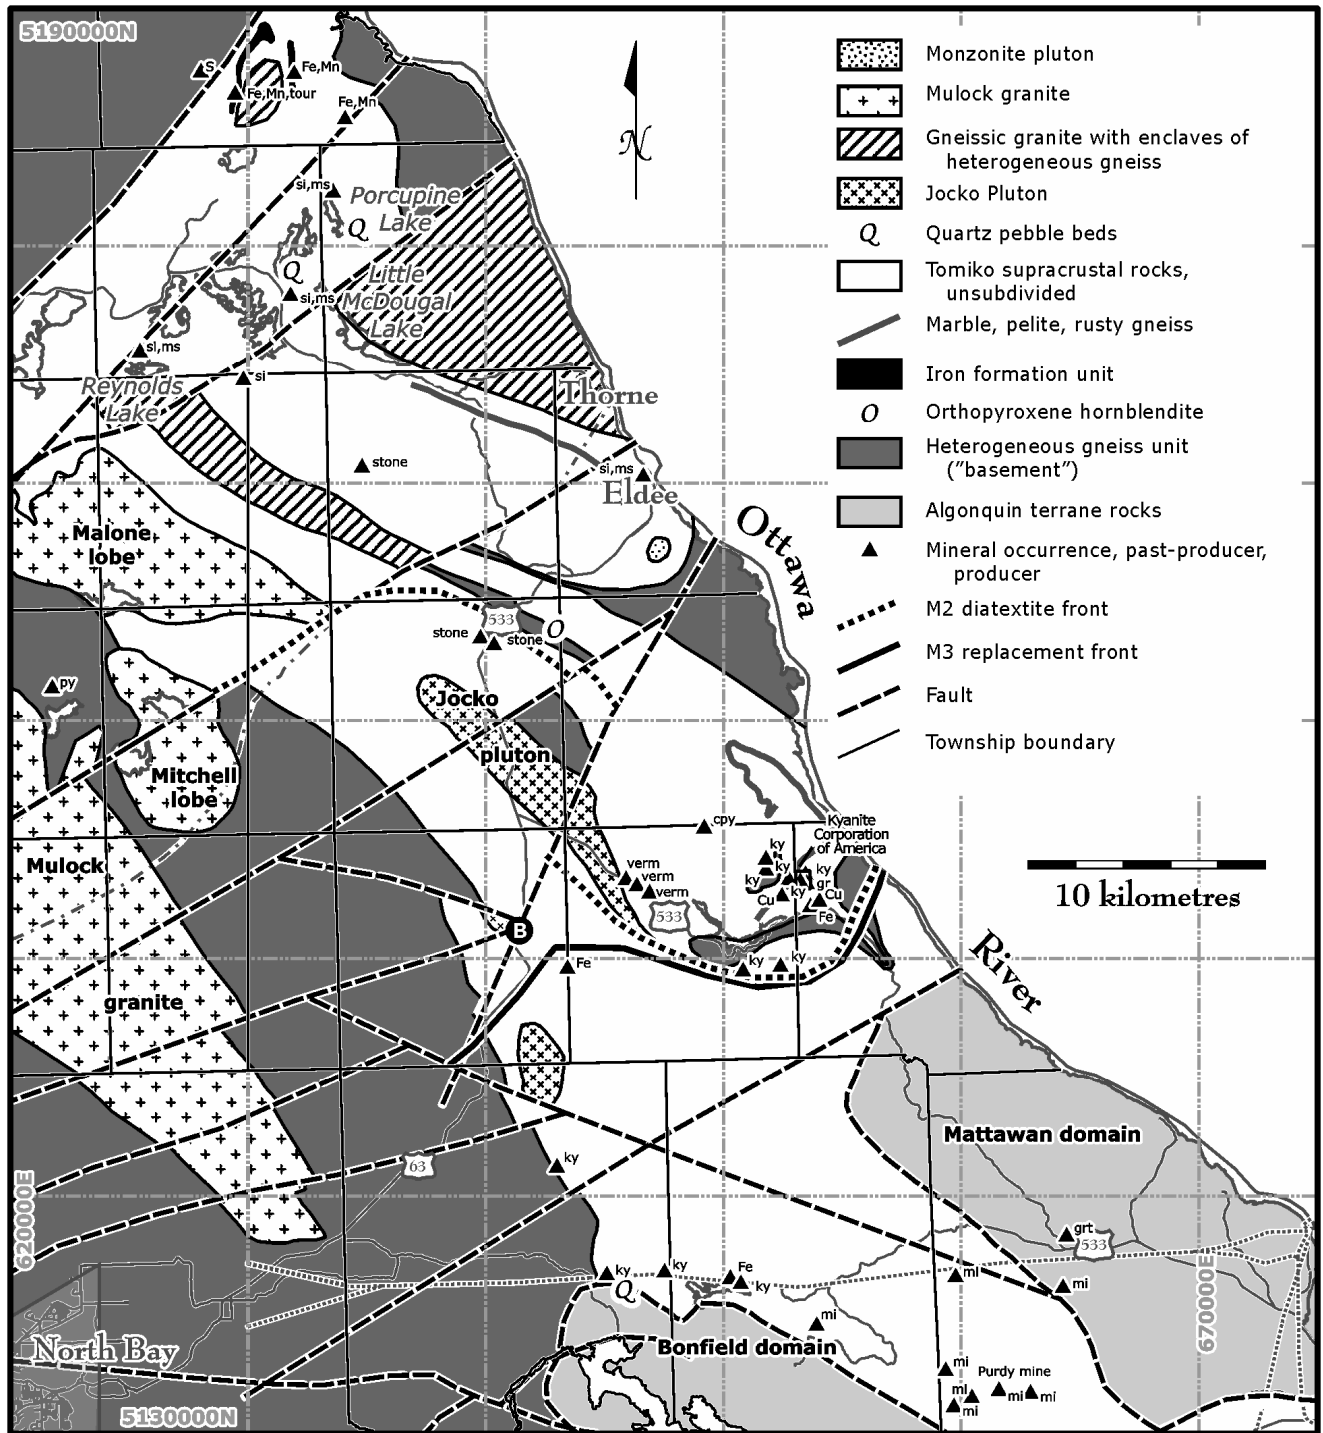 5190000N
S
Fe,Mn
Fe,Mn,tour
Fe,Mn
N
si,ms
Porcupine
Lake
Q
Q
Little
McDougal
Lake
si,ms
si,ms
si
Reynolds
Lake
Thorne
stone
si,ms
Eldee
Ottawa
River
Malone
lobe
533
O
stone
stone
py
Jocko
pluton
Mitchell
lobe
cpy
Kyanite
Corporation
of America
Mulock
granite
verm
verm
verm
533
ky
ky
ky
ky
ky
gr
Cu
Cu
Fe
B
Fe
ky
ky
10 kilometres
Mattawan domain
63
ky
620000E
670000E
grt
533
ky
Q
ky
Fe
ky
mi
mi
mi
Bonfield domain
North Bay
mi
Purdy mine
mi
mi
mi
mi
5130000N
Monzonite pluton
Mulock granite
Gneissic granite with enclaves of
heterogeneous gneiss
Jocko Pluton
Q Quartz pebble beds
Tomiko supracrustal rocks,
unsubdivided
Marble, pelite, rusty gneiss
Iron formation unit
O Orthopyroxene hornblendite
Heterogeneous gneiss unit
("basement")
Algonquin terrane rocks
Mineral occurrence, past-producer,
producer
M2 diatextite front
M3 replacement front
Fault
Township boundary